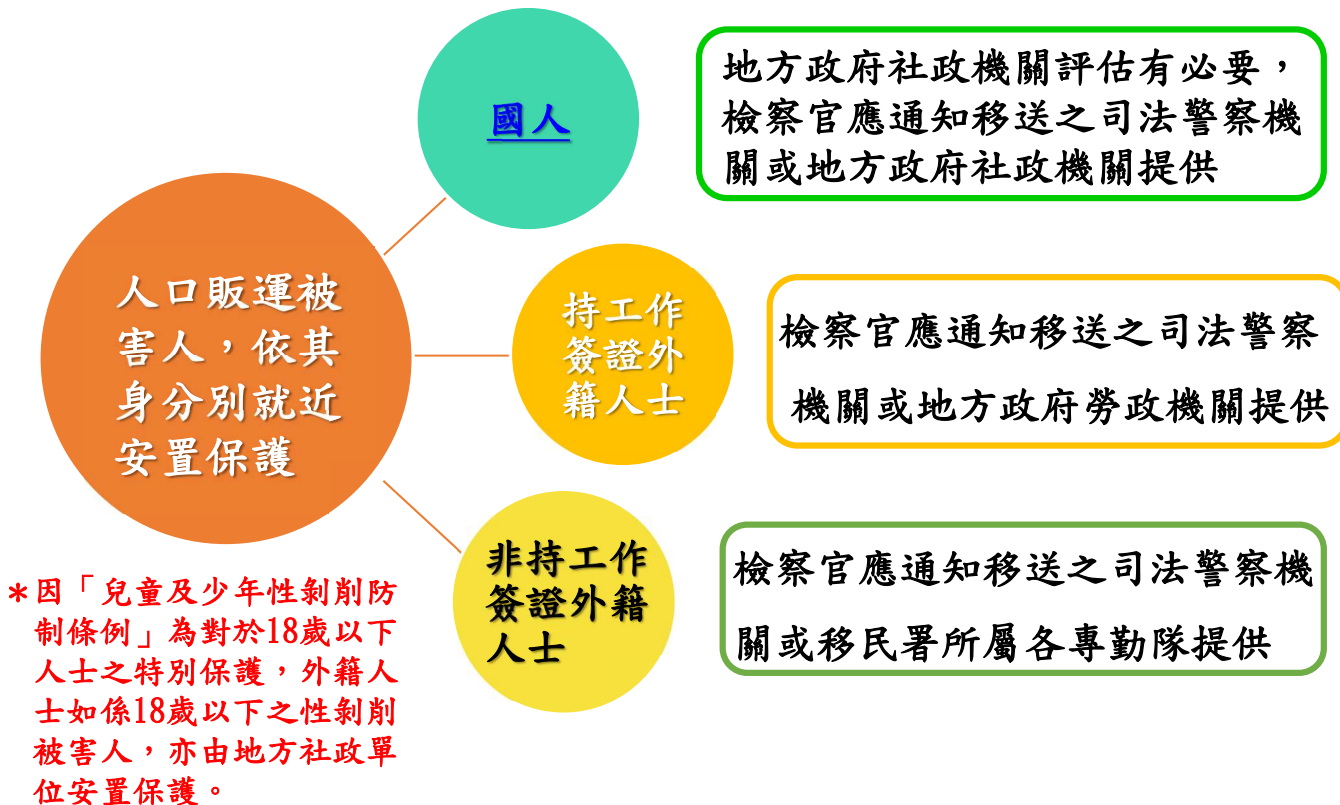 人口販運被
害人，依其
身分別就近
安置保護
國人
地方政府社政機關評估有必要，
檢察官應通知移送之司法警察機
關或地方政府社政機關提供
持工作
簽證外
籍人士
檢察官應通知移送之司法警察
機關或地方政府勞政機關提供
非持工作
簽證外籍
人士
檢察官應通知移送之司法警察機
關或移民署所屬各專勤隊提供
*因「兒童及少年性剝削防
制條例」為對於18歲以下
人士之特別保護，外籍人
士如係18歲以下之性剝削
被害人，亦由地方社政單
位安置保護。